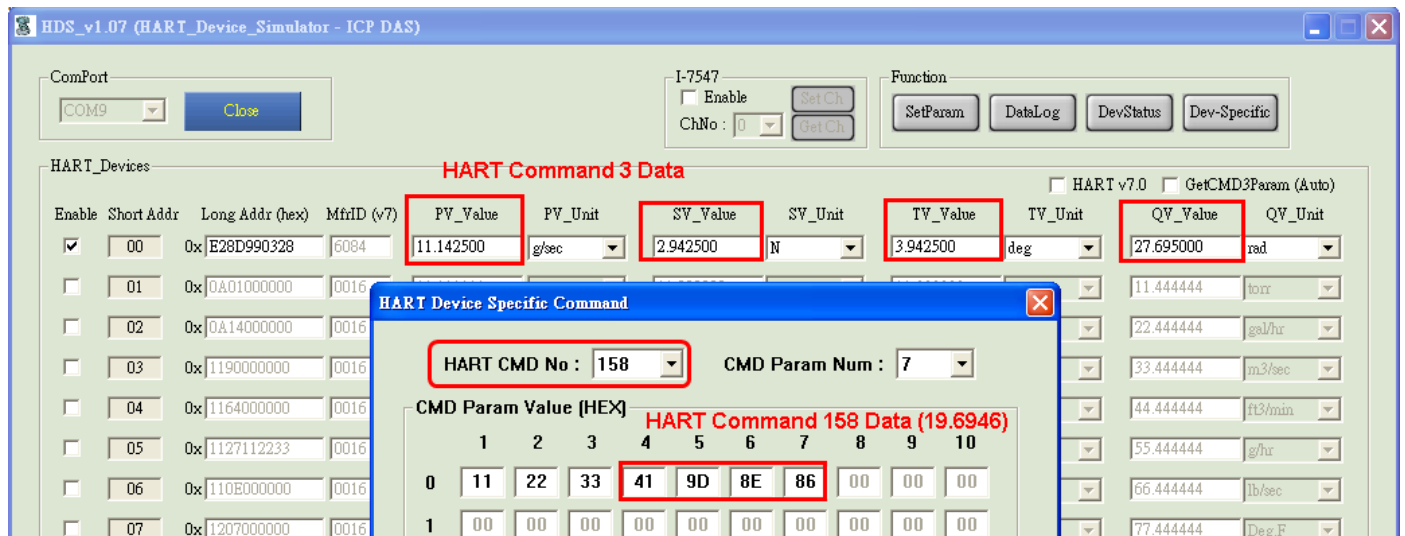 HDS_v1.07 (HART_Device_Simulator - ICP DAS)
ComPort
I-7547
Function
COM9
Close
Enable
Set Ch
ChNo :
0
Get Ch
SetParam
DataLog
DevStatus
Dev-Specific
HART_Devices
HART Command 3 Data
HART v7.0
GetCMD3Param (Auto)
Enable Short Addr Long Addr (hex) MfrID (v7) PV_Value PV_Unit SV_Value SV_Unit TV_Value TV_Unit QV_Value QV_Unit
00 0x E28D990328 6084 11.142500 g/sec 2.942500 N 3.942500 deg 27.695000 rad
01 0x 0A01000000 0016 11.444444 torr
02 0x 0A14000000 0016 22.444444 gal/hr
03 0x 1190000000 0016 33.444444 m3/sec
04 0x 1164000000 0016 44.444444 ft3/min
05 0x 1127112233 0016 55.444444 g/hr
06 0x 110E000000 0016 66.444444 lb/sec
07 0x 1207000000 0016 77.444444 Deg.F
HART Device Specific Command
HART CMD No : 158 CMD Param Num : 7
CMD Param Value (HEX)
HART Command 158 Data (19.6946)
1 2 3 4 5 6 7 8 9 10
0 11 22 33 41 9D 8E 86 00 00 00
1 00 00 00 00 00 00 00 00 00 00